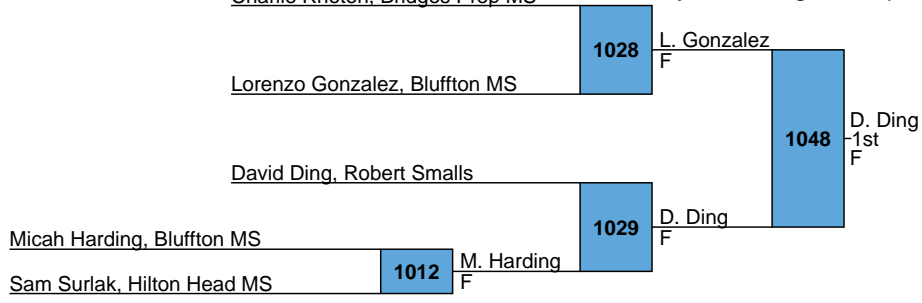 1028
L. Gonzalez
F
Lorenzo Gonzalez, Bluffton MS
1048
D. Ding
1st
F
David Ding, Robert Smalls
1029
D. Ding
F
Micah Harding, Bluffton MS
1012
M. Harding
F
Sam Surlak, Hilton Head MS